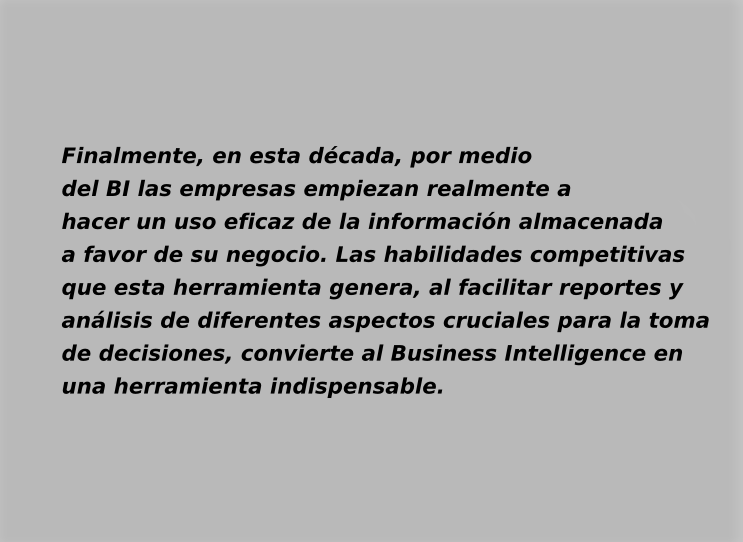 Finalmente, en esta década, por medio
del BI las empresas empiezan realmente a
hacer un uso eficaz de la información almacenada
a favor de su negocio. Las habilidades competitivas
que esta herramienta genera, al facilitar reportes y
análisis de diferentes aspectos cruciales para la toma
de decisiones, convierte al Business Intelligence en
una herramienta indispensable.